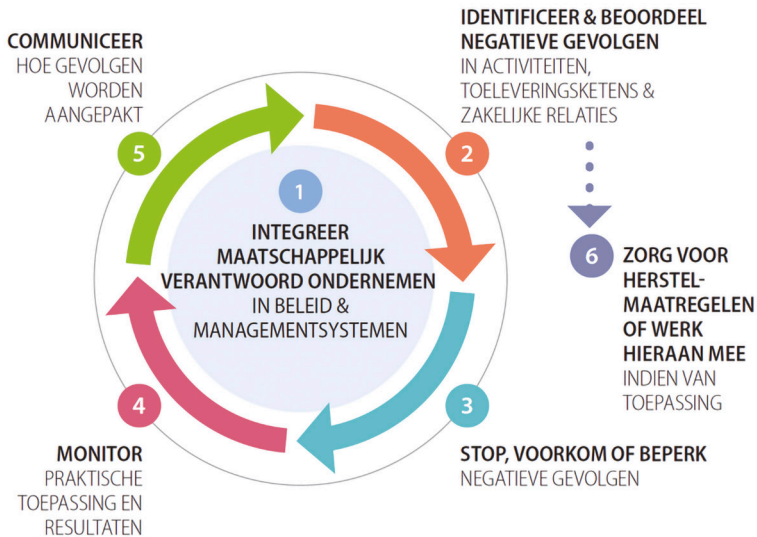 1
INTEGREER
MAATSCHAPPELIJK
VERANTWOORD ONDERNEMEN
IN BELEID &
MANAGEMENTSYSTEMEN
IDENTIFICEER & BEOORDEEL
NEGATIEVE GEVOLGEN
IN ACTIVITEITEN,
TOELEVERINGSKETENS &
ZAKELIJKE RELATIES
2
3
STOP, VOORKOM OF BEPERK
NEGATIEVE GEVOLGEN
4
MONITOR
PRAKTISCHE
TOEPASSING EN
RESULTATEN
COMMUNICEER
HOE GEVOLGEN
WORDEN
AANGEPAKT
5
6
ZORG VOOR
HERSTEL-
MAATREGELEN
OF WERK
HIERAAN MEE
INDIEN VAN
TOEPASSING